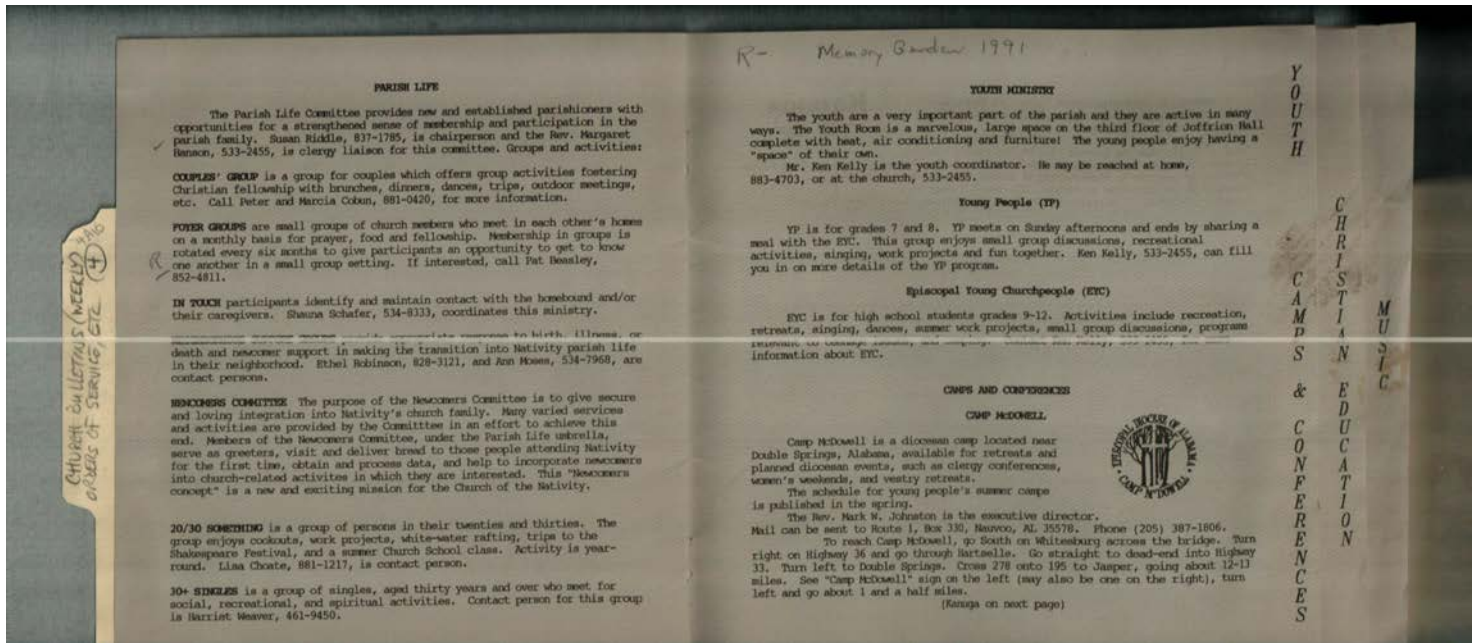 CHURCH BULLETINS (WEEKLY)
ORDERS OF SERVICE, ETC (4)
PARISH LIFE
The Parish Life Committee provides new and established parishioners with
opportunities for a strengthened sense of membership and participation in the
parish family. Susan Riddle, 837-1785, is chairperson and the Rev. Margaret
Hanson, 533-2455, is clergy liaison for this committee. Groups and activities:
COUPLES' GROUP is a group for couples which offers group activities fostering
Christian fellowship with brunches, dinners, dances, trips, outdoor meetings,
etc. Call Peter and Marcia Cobun, 881-0420, for more information.
FOYER GROUPS are small groups of church members who meet in each other's homes
on a monthly basis for prayer, food and fellowship. Membership in groups is
rotated every six months to give participants an opportunity to get to know
R one another in a small group setting. If interested, call Pat Beasley,
852-4811.
IN TOUCH participants identify and maintain contact with the homebound and/or
their caregivers. Shauna Schafer, 534-8333, coordinates this ministry.
response to birth, illness, or
death and newcomer support in making the transition into Nativity parish life
in their neighborhood. Ethel Robinson, 828-3121, and Ann Moses, 534-7968, are
contact persons.
NEWCOMERS COMMITTEE The purpose of the Newcomers Committee is to give secure
and loving integration into Nativity's church family. Many varied services
and activities are provided by the Committtee in an effort to achieve this
end. Members of the Newcomers Committee, under the Parish Life umbrella,
serve as greeters, visit and deliver bread to those people attending Nativity
for the first time, obtain and process data, and help to incorporate newcomers
into church-related activites in which they are interested. This "Newcomers
concept" is a new and exciting mission for the Church of the Nativity.
20/30 SOMETHING is a group of persons in their twenties and thirties. The
group enjoys cookouts, work projects, white-water rafting, trips to the
Shakespeare Festival, and a summer Church School class. Activity is year-
round. Lisa Choate, 881-1217, is contact person.
30+ SINGLES is a group of singles, aged thirty years and over who meet for
social, recreational, and spiritual activities. Contact person for this group
is Harriet Weaver, 461-9450.
R- Memory Garden 1991
YOUTH MINISTRY
The youth are a very important part of the parish and they are active in many
ways. The Youth Room is a marvelous, large space on the third floor of Joffrion Hall
complete with heat, air conditioning and furniture! The young people enjoy having a
"space" of their own.
Mr. Ken Kelly is the youth coordinator. He may be reached at home,
883-4703, or at the church, 533-2455.
Young People (YP)
YP is for grades 7 and 8. YP meets on Sunday afternoons and ends by sharing a
meal with the EYC. This group enjoys small group discussions, recreational
activities, singing, work projects and fun together. Ken Kelly, 533-2455, can fill
you in on more details of the YP program.
Episcopal Young Churchpeople (EYC)
EYC is for high school students grades 9-12. Activities include recreation,
retreats, singing, dances, summer work projects, small group discussions, programs
information about EYC.
CAMPS AND CONFERENCES
CAMP McDOWELL
Camp McDowell is a diocesan camp located near
Double Springs, Alabama, available for retreats and
planned diocesan events, such as clergy conferences,
women's weekends, and vestry retreats.
The schedule for young people's summer camps
is published in the spring.
The Rev. Mark W. Johnston is the executive director.
Mail can be sent to Route 1, Box 330, Nauvoo, AL 35578. Phone (205) 387-1806.
To reach Camp McDowell, go South on Whitesburg across the bridge. Turn
right on Highway 36 and go through Hartselle. Go straight to dead-end into Highway
33. Turn left to Double Springs. Cross 278 onto 195 to Jasper, going about 12-13
miles. See "Camp McDowell" sign on the left (may also be one on the right), turn
left and go about 1 and a half miles.
(Kanuga on next page)
EPISCOPAL DIOCESE OF ALABAMA
CAMP McDOWELL
YOUTH
CAMPS & CONFERENCES
CHRISTIAN EDUCATION
MUSIC